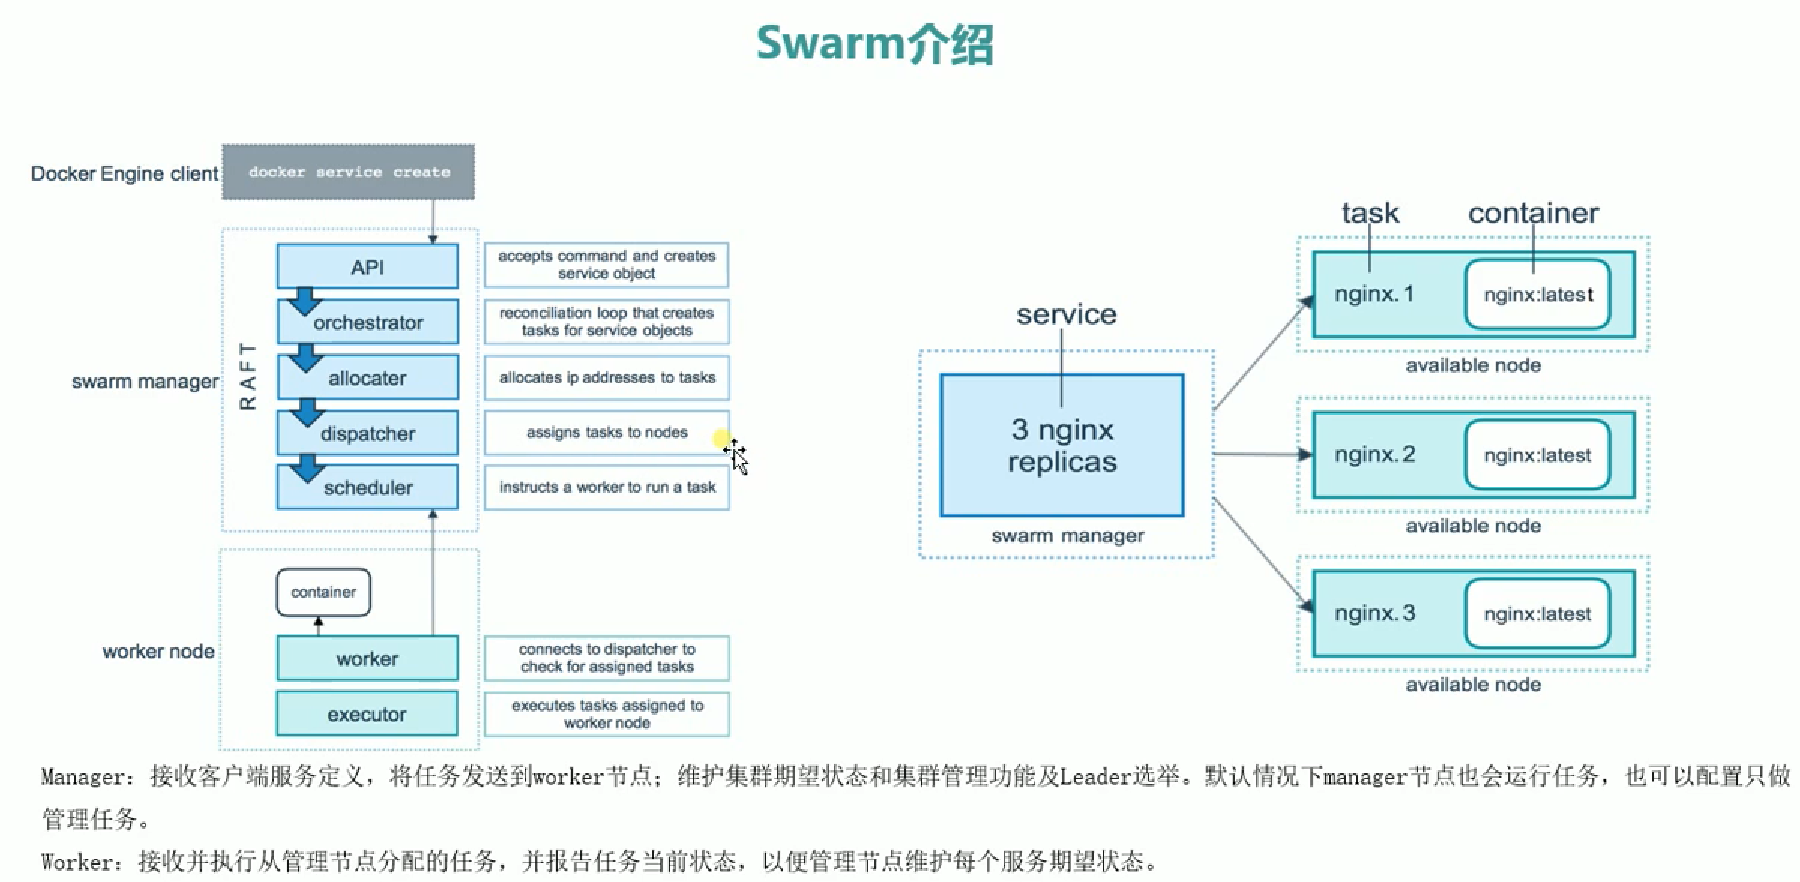 Swarm介绍
Docker Engine client
docker service create
swarm manager
RAFT
API
accepts command and creates
service object
orchestrator
reconciliation loop that creates
tasks for service objects
allocater
allocates ip addresses to tasks
dispatcher
assigns tasks to nodes
scheduler
instructs a worker to run a task
worker node
container
worker
connects to dispatcher to
check for assigned tasks
executor
executes tasks assigned to
worker node
service
3 nginx
replicas
swarm manager
task
container
nginx.1
nginx:latest
available node
nginx.2
nginx:latest
available node
nginx.3
nginx:latest
available node
Manager：接收客户端服务定义，将任务发送到worker节点；维护集群期望状态和集群管理功能及Leader选举。默认情况下manager节点也会运行任务，也可以配置只做
管理任务。
Worker：接收并执行从管理节点分配的任务，并报告任务当前状态，以便管理节点维护每个服务期望状态。